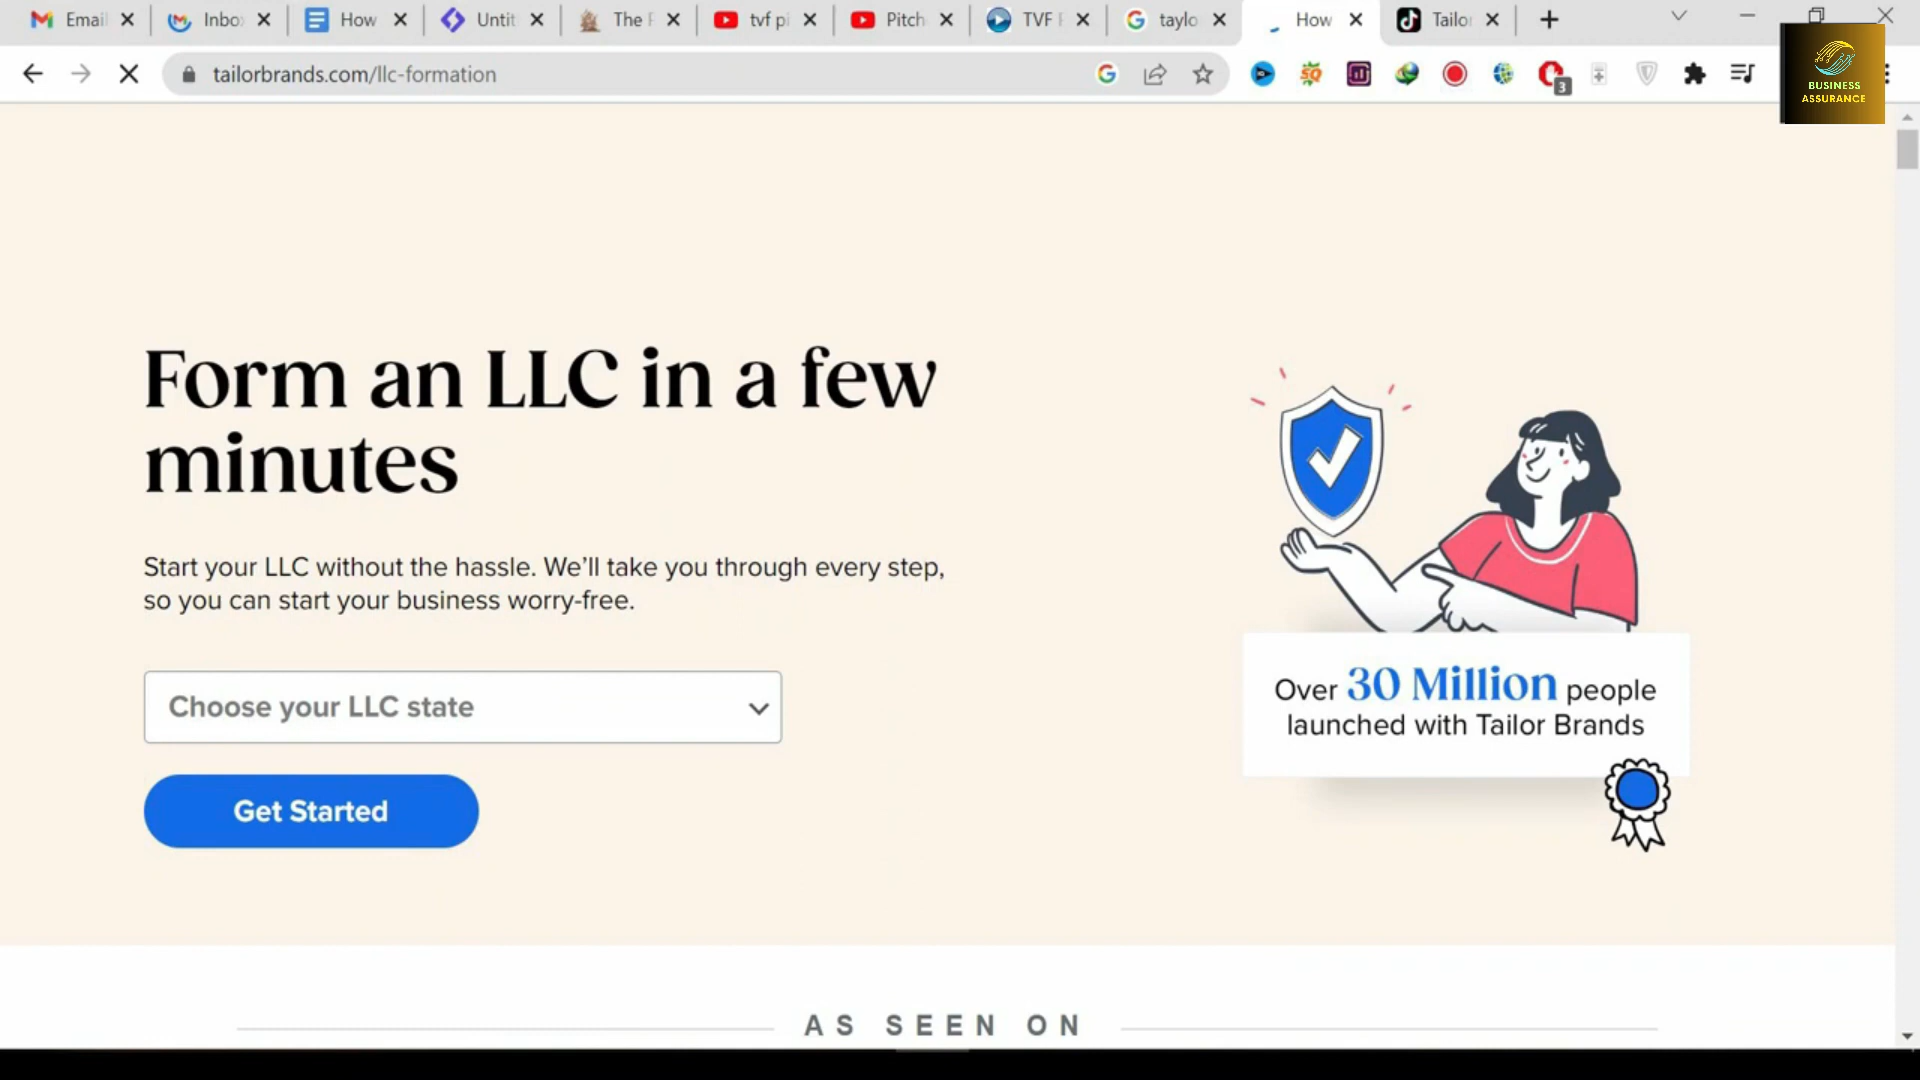 Email
Inbo
How
Untit
The F
tvf pi
Pitch
TVF F
taylo
How
Tailor
tailorbrands.com/llc-formation
3
BUSINESS
ASSURANCE
Form an LLC in a few
minutes
Start your LLC without the hassle. We'll take you through every step,
so you can start your business worry-free.
Choose your LLC state
Get Started
Over 30 Million people
launched with Tailor Brands
AS SEEN ON